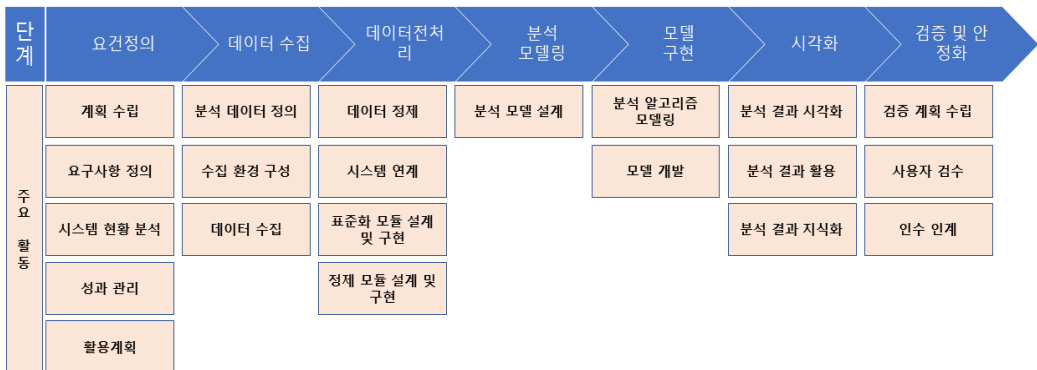 단
계
요건정의
데이터 수집
데이터전처
리
분석
모델링
모델
구현
시각화
검증 및 안
정화
주
요
활
동
계획 수립
분석 데이터 정의
데이터 정제
분석 모델 설계
분석 알고리즘
모델링
분석 결과 시각화
검증 계획 수립
요구사항 정의
수집 환경 구성
시스템 연계
모델 개발
분석 결과 활용
사용자 검수
시스템 현황 분석
데이터 수집
표준화 모듈 설계
및 구현
분석 결과 지식화
인수 인계
성과 관리
정제 모듈 설계 및
구현
활용계획